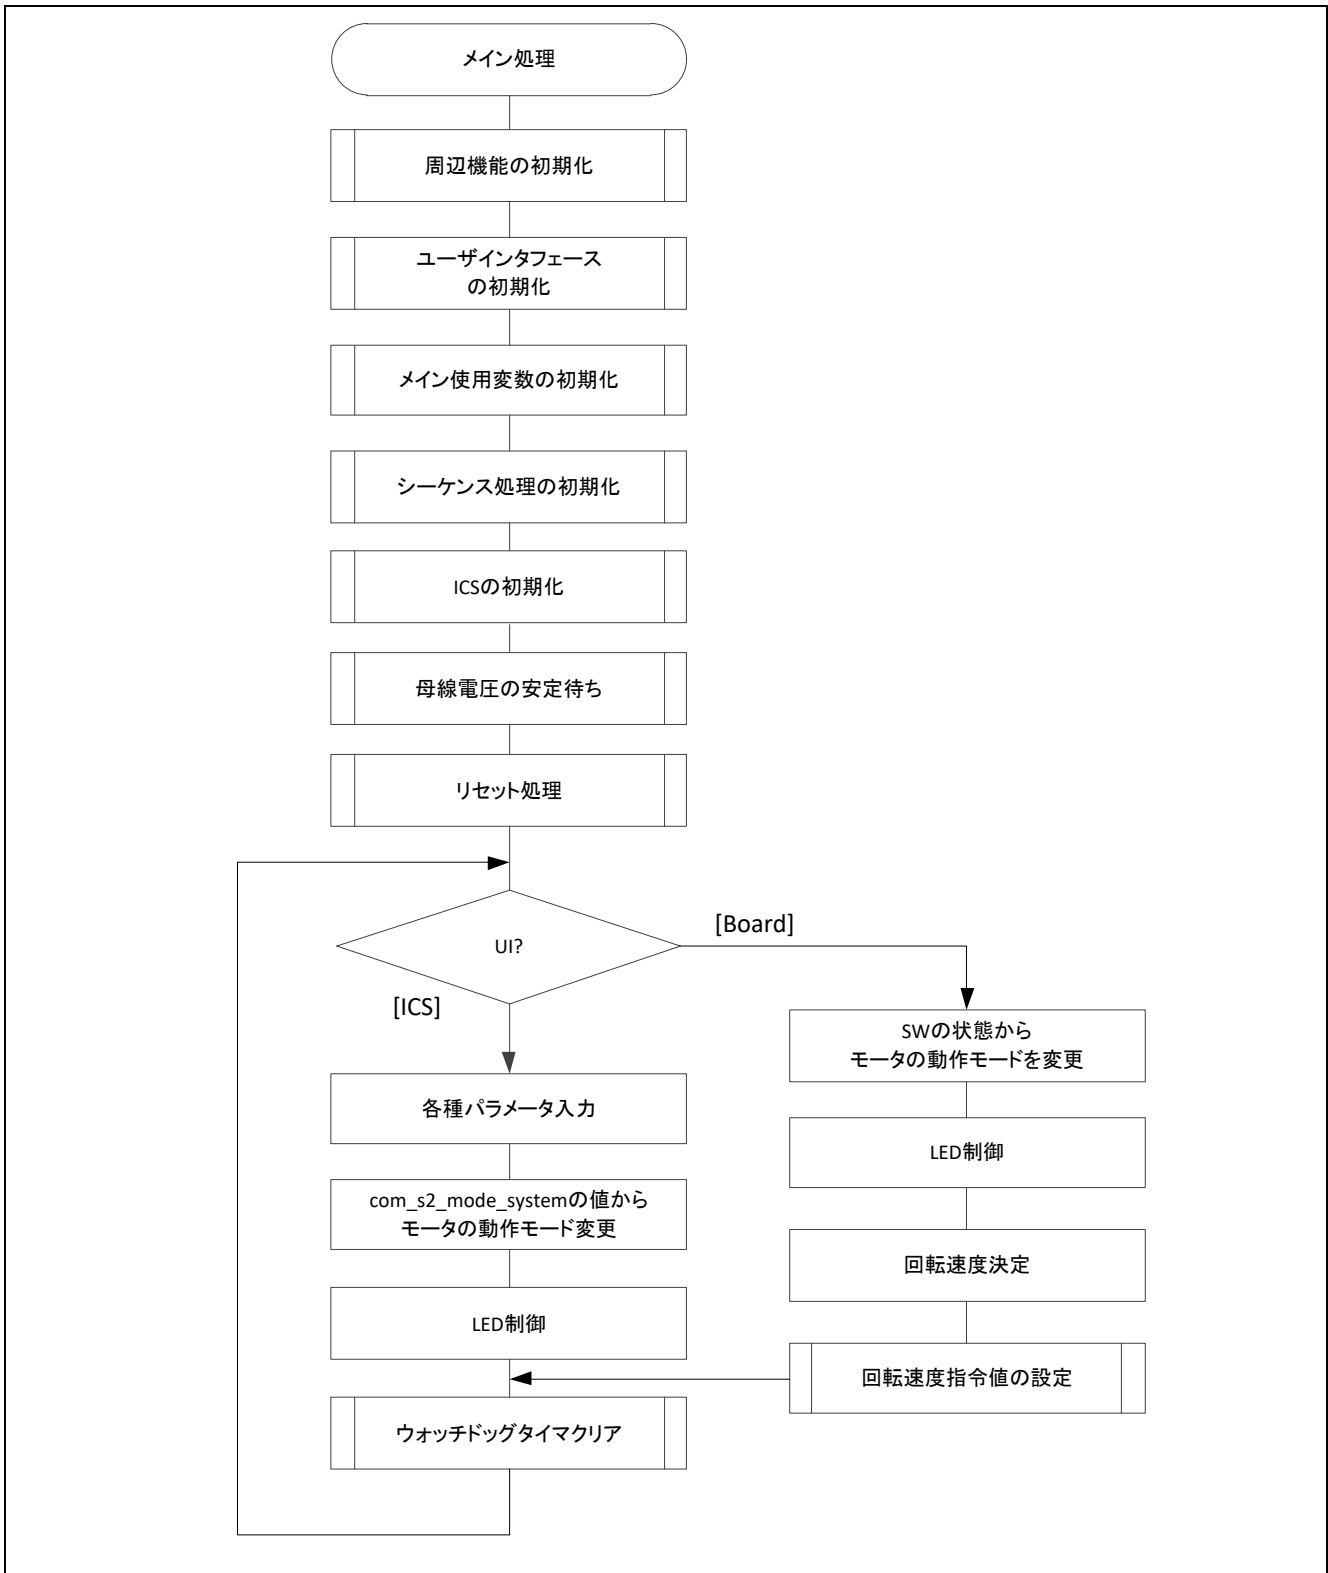 メイン処理
周辺機能の初期化
ユーザインタフェース
の初期化
メイン使用変数の初期化
シーケンス処理の初期化
ICSの初期化
母線電圧の安定待ち
リセット処理
UI?
[Board]
[ICS]
SWの状態から
モータの動作モードを変更
各種パラメータ入力
LED制御
com_s2_mode_systemの値から
モータの動作モード変更
回転速度決定
LED制御
回転速度指令値の設定
ウォッチドッグタイマクリア